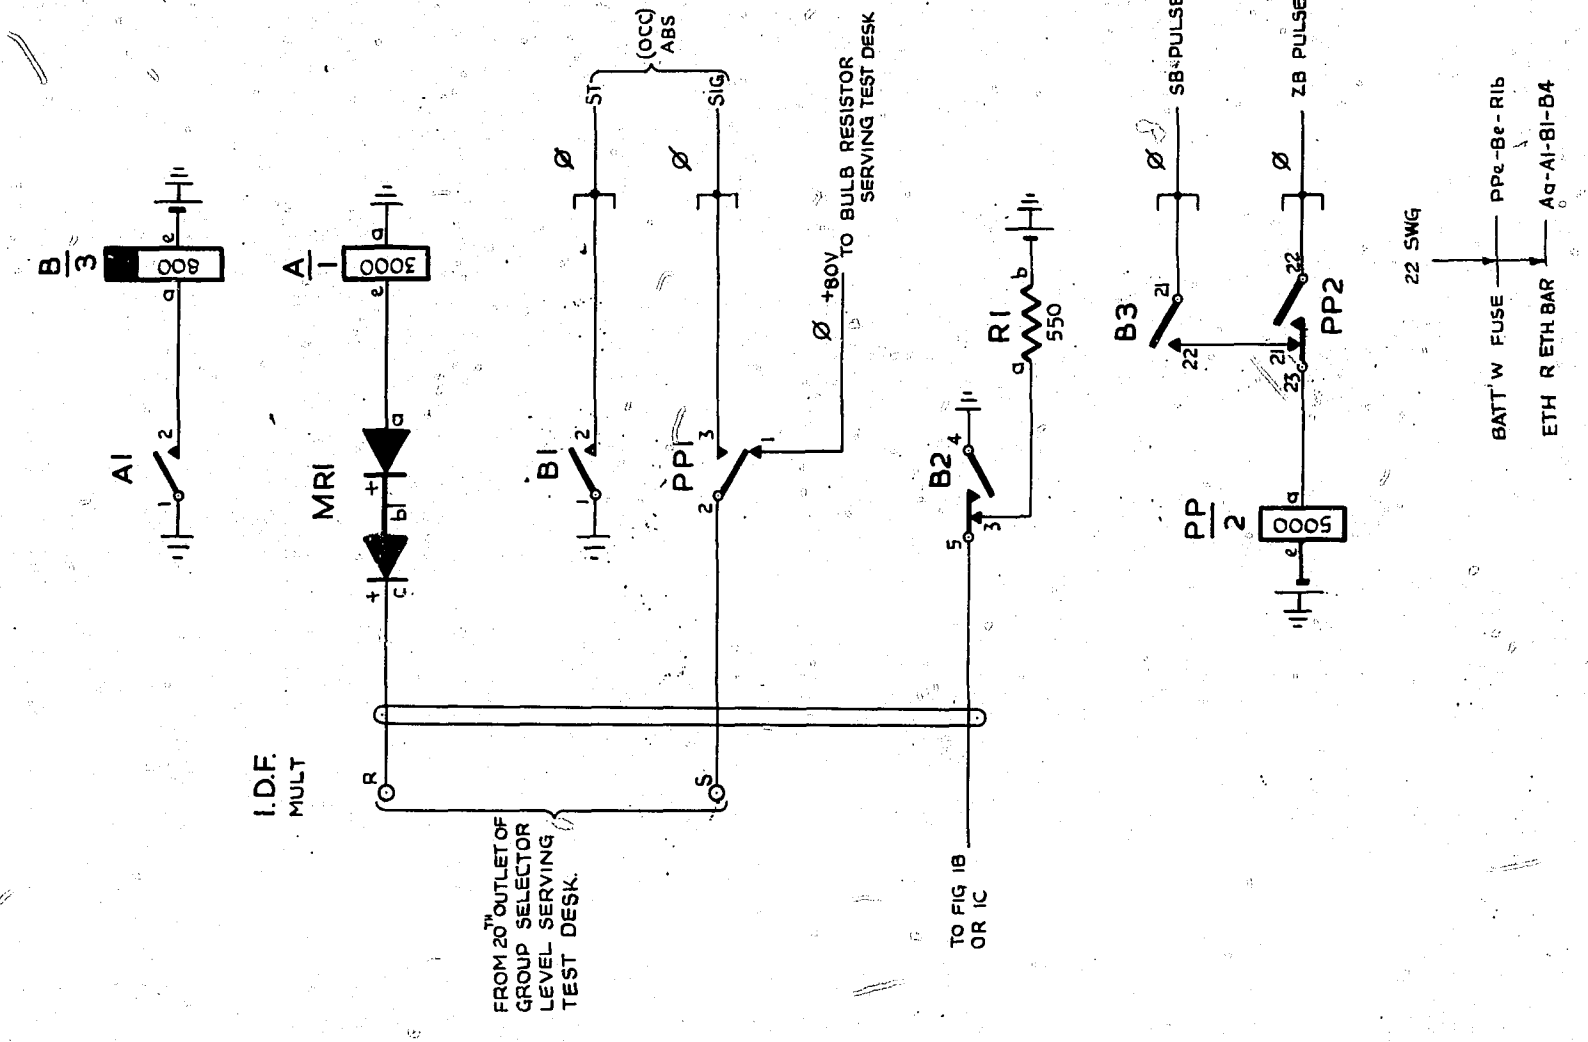 B
3
800
a
e
A1
1
2
A
1
3000
e
a
MR1
+
c
b
+
a
B1
1
2
ST
Ø
(OCC)
ABS
PP1
2
3
1
SIG
Ø
Ø +80V
TO BULB RESISTOR
SERVING TEST DESK
I.D.F.
MULT
R
S
FROM 20TH OUTLET OF
GROUP SELECTOR
LEVEL SERVING
TEST DESK.
B2
5
3
4
R1
a
b
550
TO FIG 1B
OR 1C
B3
22
21
Ø
SB PULSE
PP
2
5000
e
a
PP2
23
21
22
Ø
ZB PULSE
22 SWG
BATT'W FUSE
PPe-Be-R1b
ETH R ETH BAR
Aa-A1-B1-B4